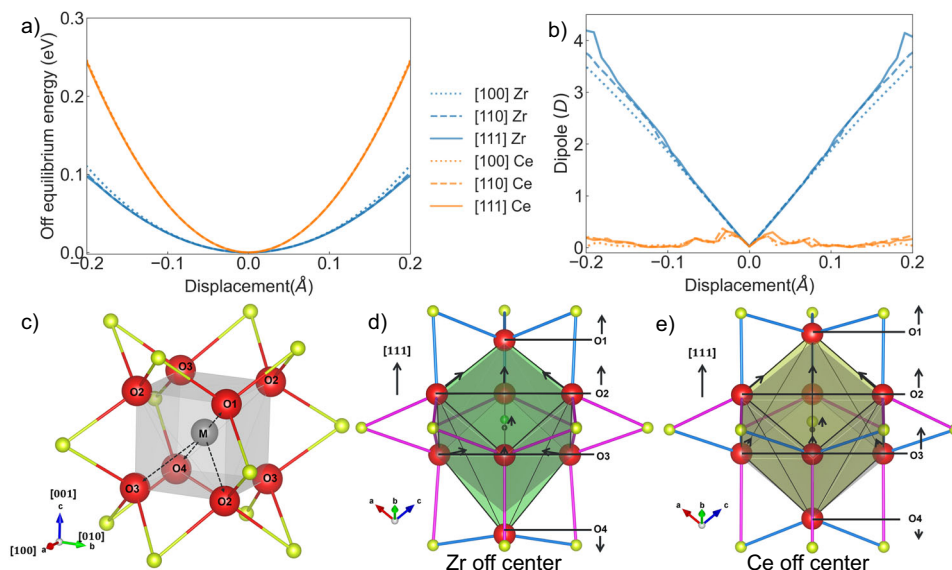 a)
Off equilibrium energy (eV)
0.3
0.2
0.1
0.0
−0.2 −0.1 0.0 0.1 0.2
Displacement(Å)
[100] Zr
[110] Zr
[111] Zr
[100] Ce
[110] Ce
[111] Ce
b)
Dipole (D)
4
3
2
1
0
−0.2 −0.1 0.0 0.1 0.2
Displacement(Å)
c)
O3
O2 O2
O1
M
O4
O3 O3
O2
[001]
c
[010]
[100] a b
d)
[111]
O1
O2
O3
O4
a b c
Zr off center
e)
[111]
O1
O2
O3
O4
a b c
Ce off center